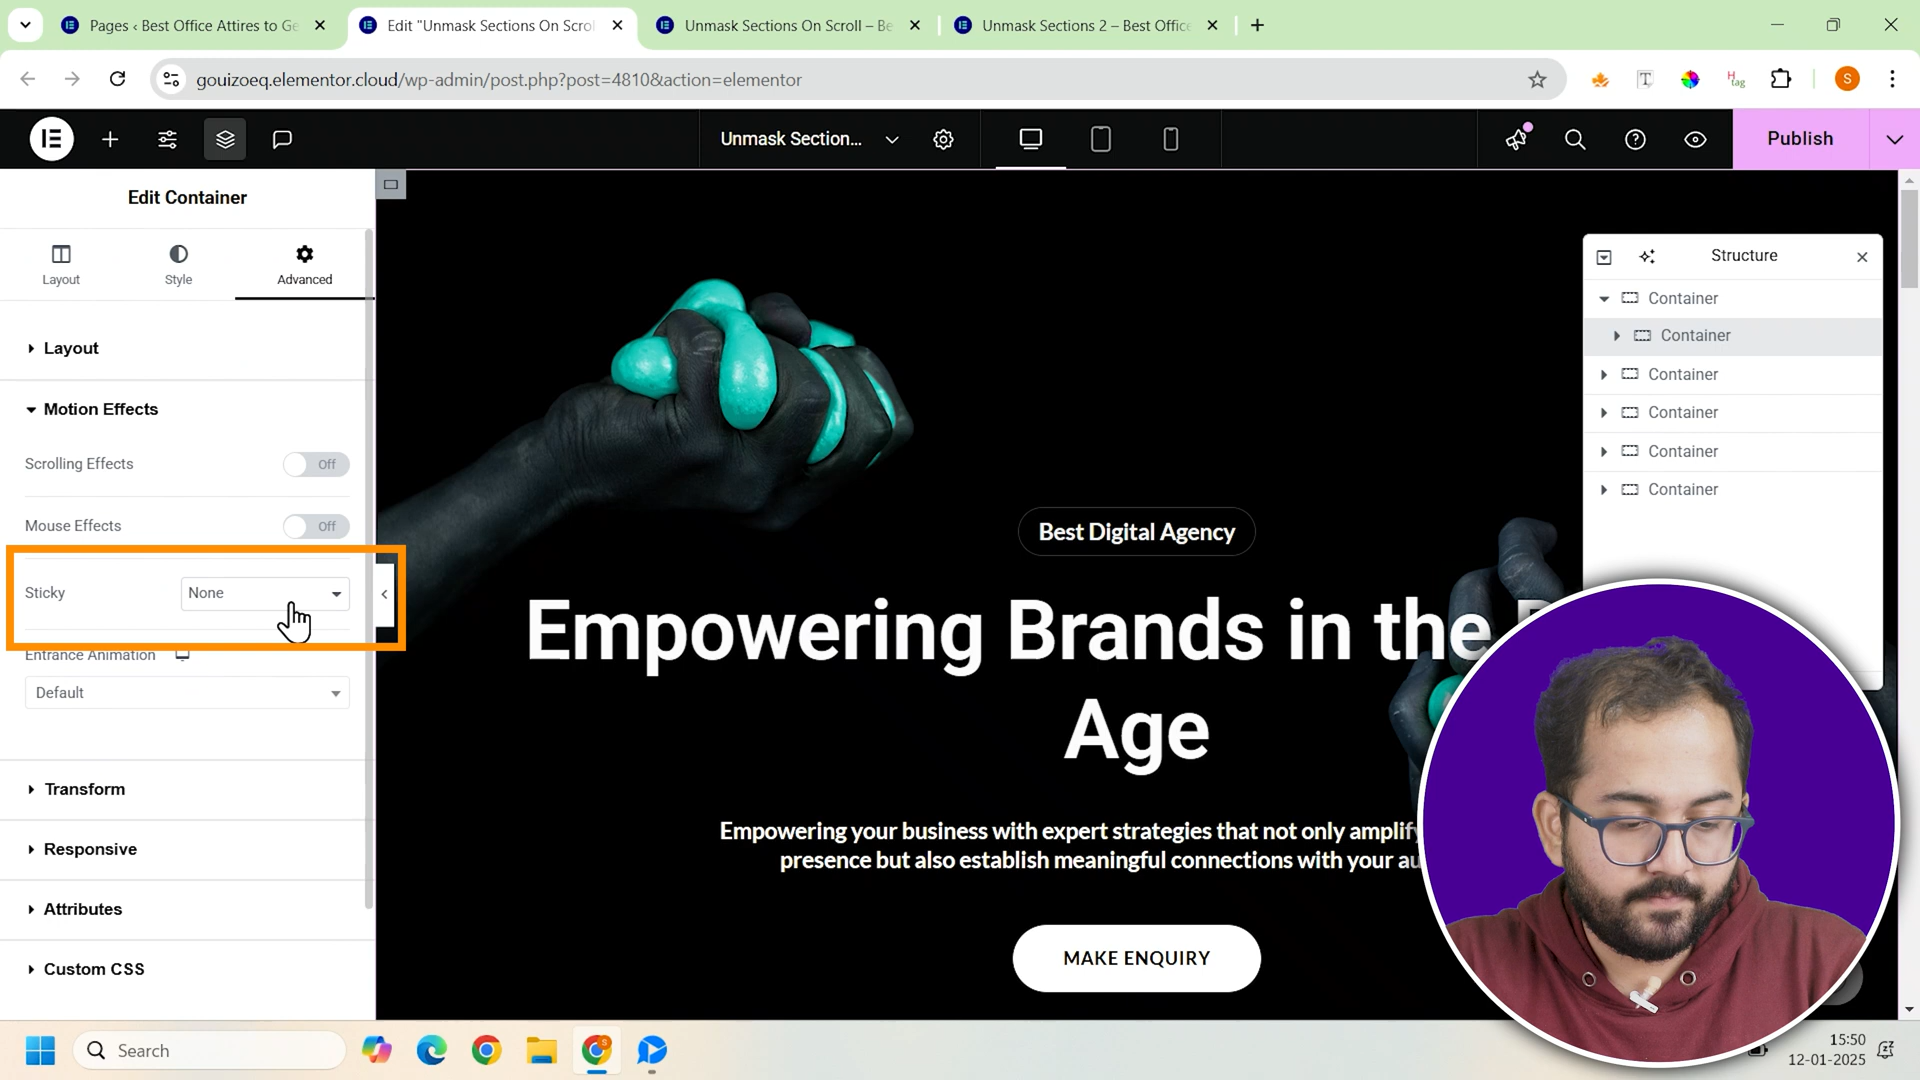 Pages ‹ Best Office Attires to Ge
Edit "Unmask Sections On Scrol
Unmask Sections On Scroll – Be
Unmask Sections 2 – Best Office
gouizoeq.elementor.cloud/wp-admin/post.php?post=4810&action=elementor
T
H
tag
S
Unmask Section...
Publish
Edit Container
Layout
Style
Advanced
Layout
Motion Effects
Scrolling Effects
Off
Mouse Effects
Off
Sticky
None
Entrance Animation
Default
Transform
Responsive
Attributes
Custom CSS
Structure
Container
Container
Container
Container
Container
Container
Best Digital Agency
Empowering Brands in the
Age
Empowering your business with expert strategies that not only amplify
presence but also establish meaningful connections with your
MAKE ENQUIRY
Search
15:50
12-01-2025